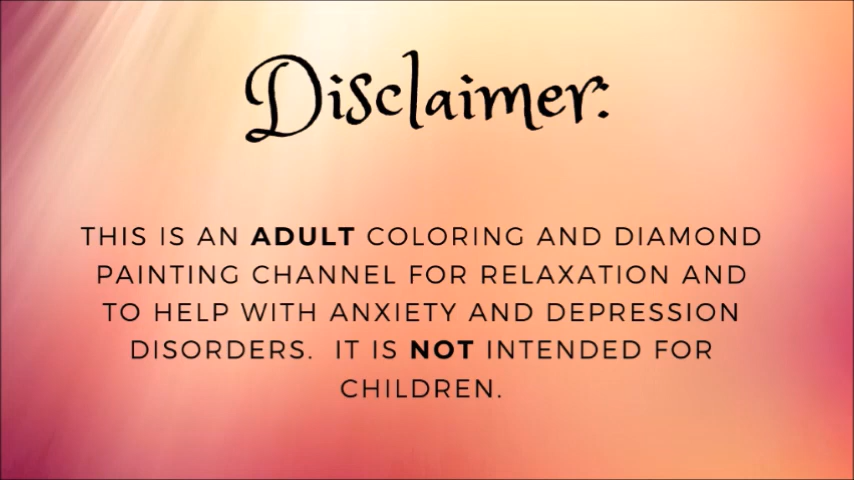 Disclaimer:
THIS IS AN ADULT COLORING AND DIAMOND
PAINTING CHANNEL FOR RELAXATION AND
TO HELP WITH ANXIETY AND DEPRESSION
DISORDERS.  IT IS NOT INTENDED FOR
CHILDREN.